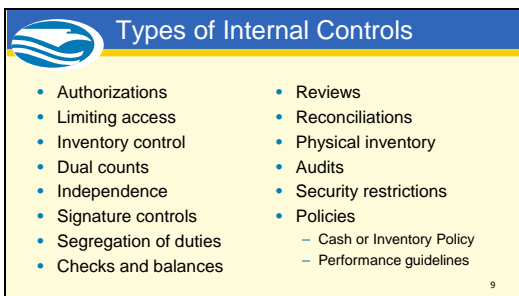 Types of Internal Controls
• Authorizations
• Limiting access
• Inventory control
• Dual counts
• Independence
• Signature controls
• Segregation of duties
• Checks and balances
• Reviews
• Reconciliations
• Physical inventory
• Audits
• Security restrictions
• Policies
– Cash or Inventory Policy
– Performance guidelines
9